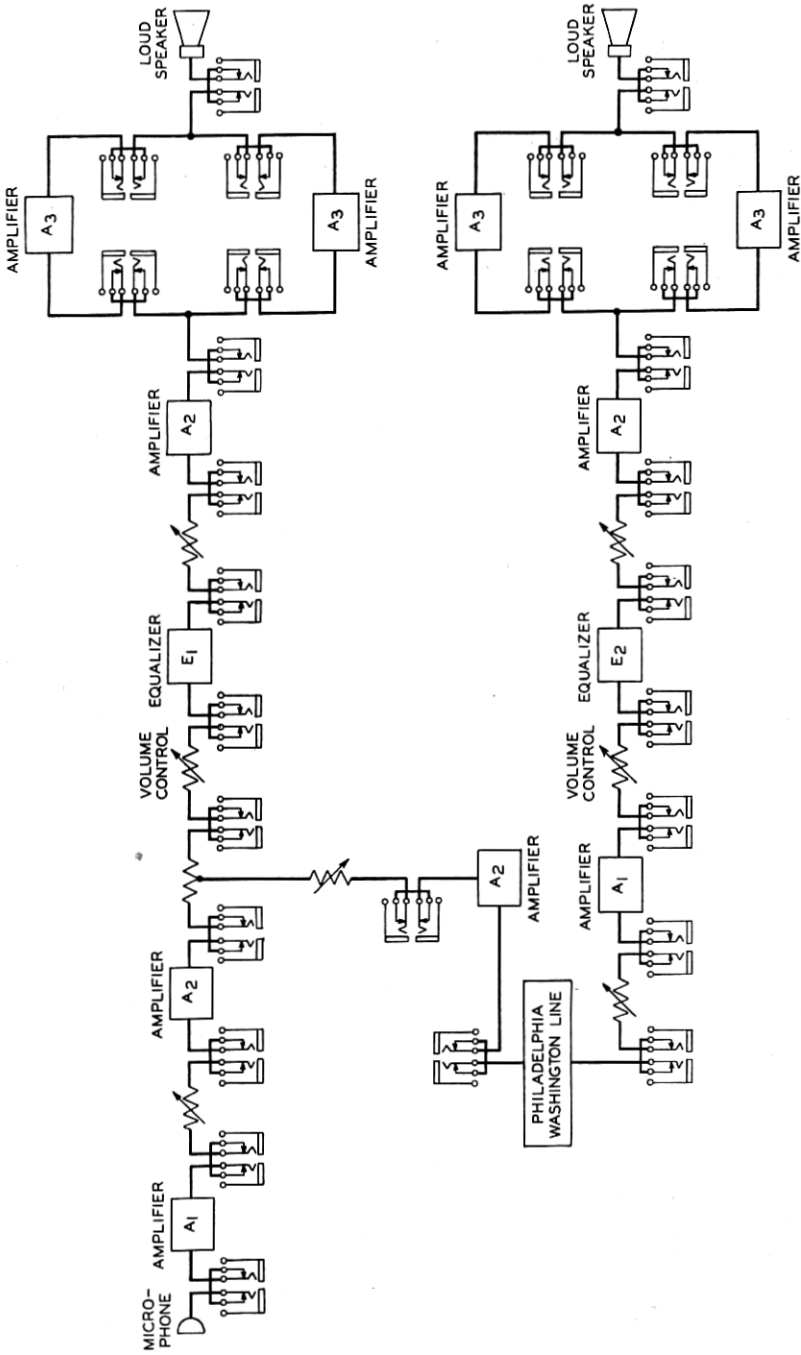 MICRO-
PHONE
AMPLIFIER
A1
AMPLIFIER
A2
VOLUME
CONTROL
EQUALIZER
E1
AMPLIFIER
A2
AMPLIFIER
A3
A3
AMPLIFIER
LOUD
SPEAKER
A2
AMPLIFIER
PHILADELPHIA
WASHINGTON LINE
AMPLIFIER
A1
VOLUME
CONTROL
EQUALIZER
E2
AMPLIFIER
A2
AMPLIFIER
A3
A3
AMPLIFIER
LOUD
SPEAKER